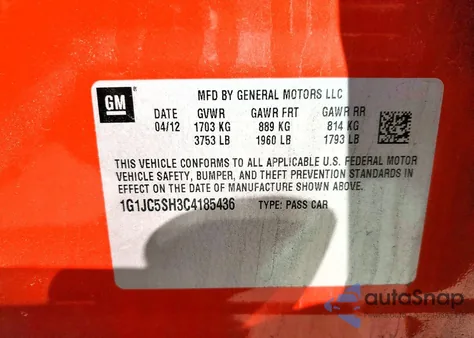 GM
MFD BY GENERAL MOTORS LLC
DATE GVWR GAWR FRT GAWR RR
04/12 1703 KG 889 KG 814 KG
3753 LB 1960 LB 1793 LB
THIS VEHICLE CONFORMS TO ALL APPLICABLE U.S. FEDERAL MOTOR
VEHICLE SAFETY, BUMPER, AND THEFT PREVENTION STANDARDS IN
EFFECT ON THE DATE OF MANUFACTURE SHOWN ABOVE.
1G1JC5SH3C4185436 TYPE: PASS CAR
autoSnap